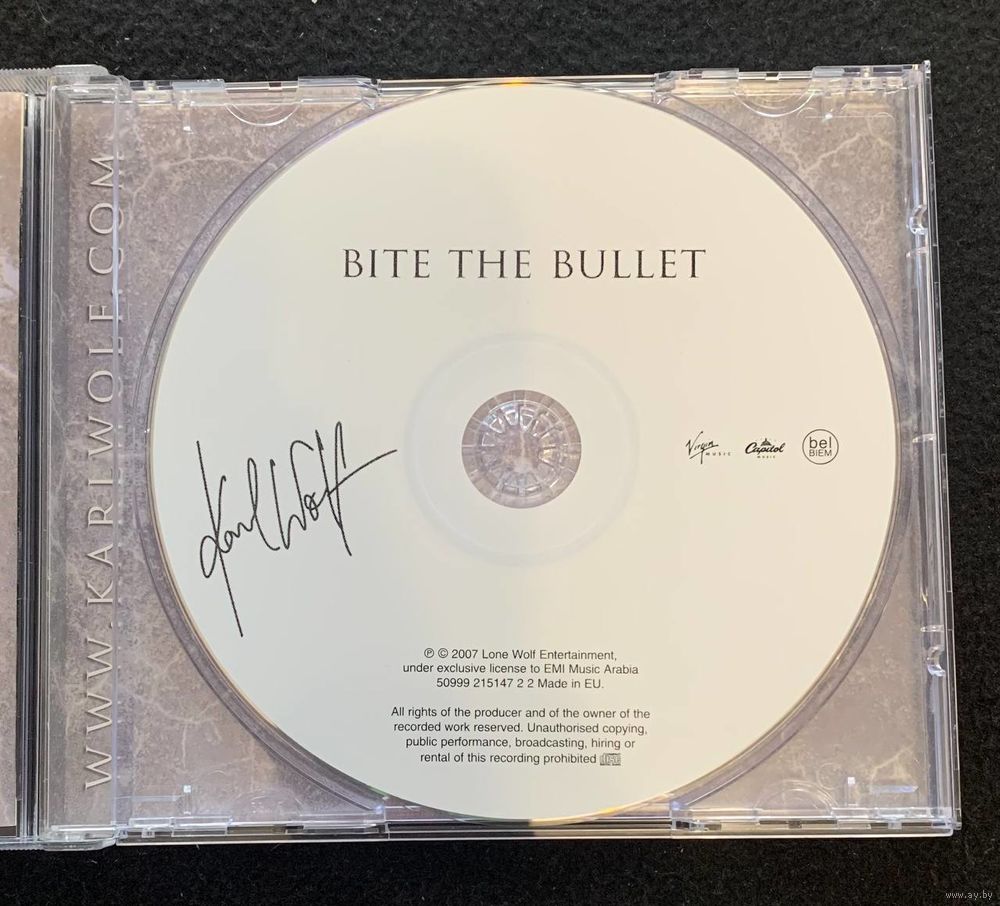 WWW.KARLWOLF.COM
BITE THE BULLET
Karl Wolf
Virgin MUSIC
Capitol MUSIC
bel
BIEM
℗ © 2007 Lone Wolf Entertainment,
under exclusive license to EMI Music Arabia
50999 215147 2 2 Made in EU.
All rights of the producer and of the owner of the
recorded work reserved. Unauthorised copying,
public performance, broadcasting, hiring or
rental of this recording prohibited
www.ay.by